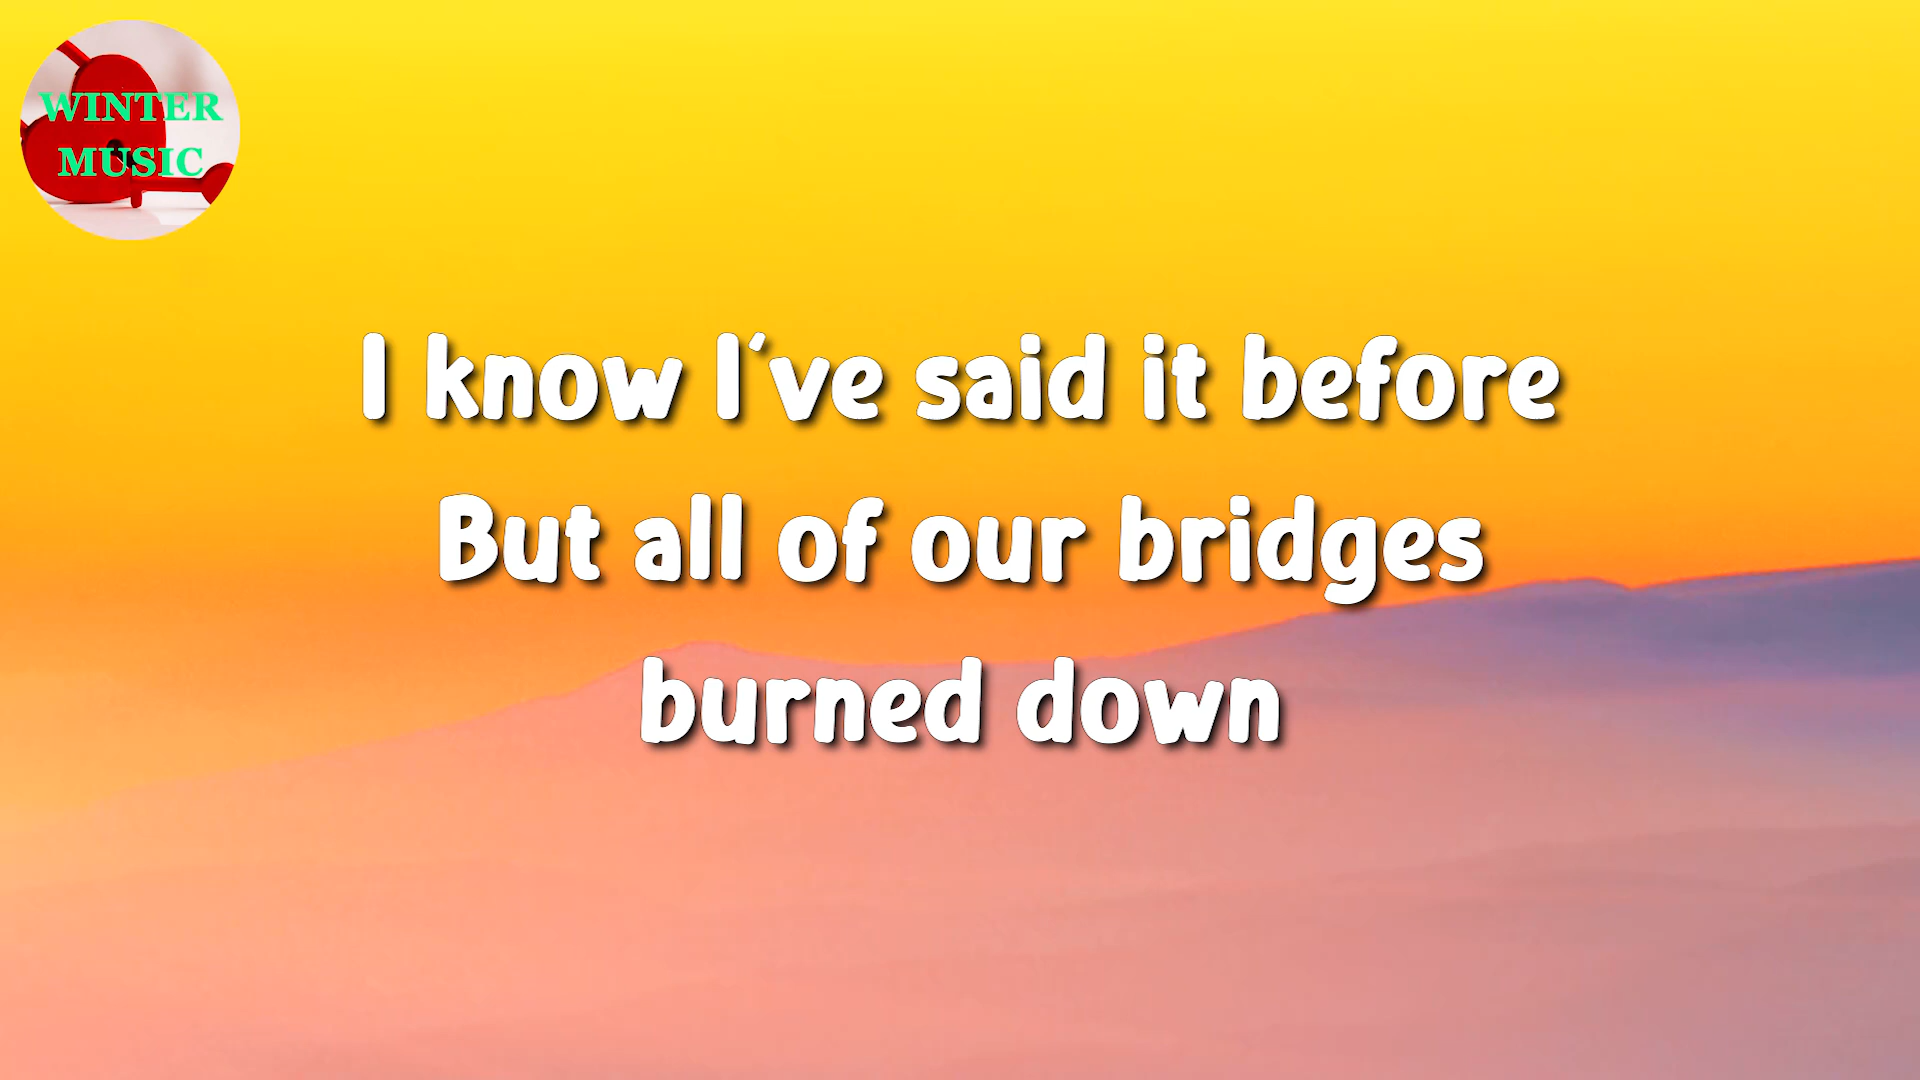 WINTER
MUSIC
I know I've said it before
But all of our bridges
burned down